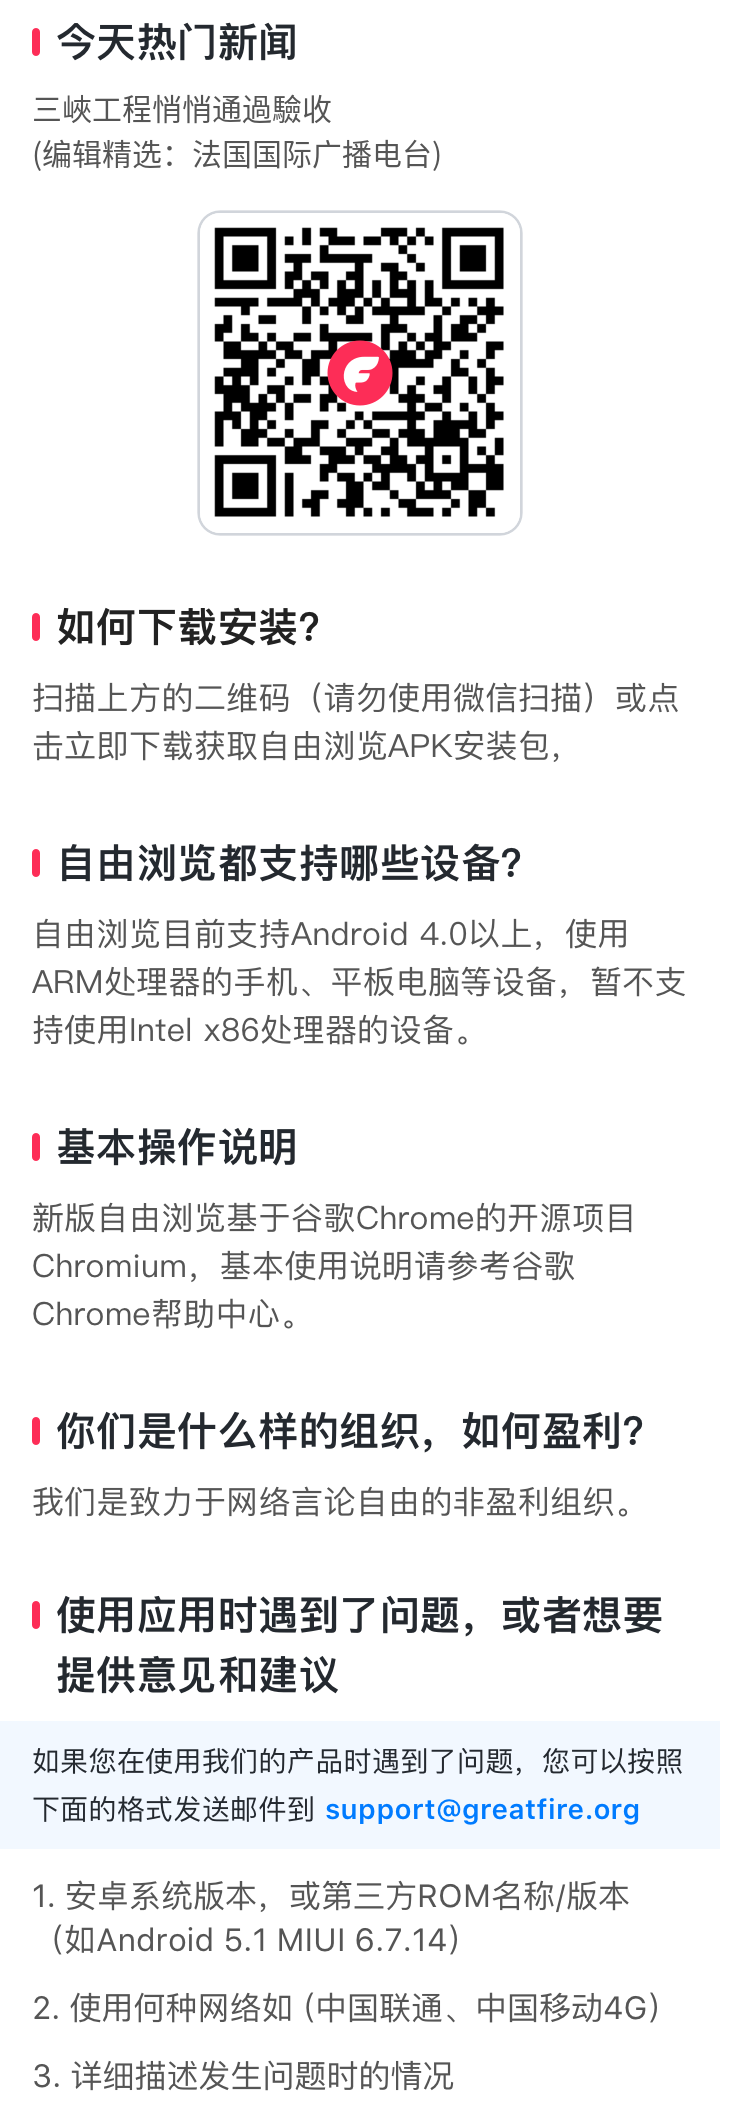 今天热门新闻
三峽工程悄悄通過驗收
(编辑精选：法国国际广播电台)
如何下载安装?
扫描上方的二维码（请勿使用微信扫描）或点
击立即下载获取自由浏览APK安装包，
自由浏览都支持哪些设备?
自由浏览目前支持Android 4.0以上，使用
ARM处理器的手机、平板电脑等设备，暂不支
持使用Intel x86处理器的设备。
基本操作说明
新版自由浏览基于谷歌Chrome的开源项目
Chromium，基本使用说明请参考谷歌
Chrome帮助中心。
你们是什么样的组织，如何盈利?
我们是致力于网络言论自由的非盈利组织。
使用应用时遇到了问题，或者想要
提供意见和建议
如果您在使用我们的产品时遇到了问题，您可以按照
下面的格式发送邮件到 support@greatfire.org
1. 安卓系统版本，或第三方ROM名称/版本
（如Android 5.1 MIUI 6.7.14）
2. 使用何种网络如 (中国联通、中国移动4G）
3. 详细描述发生问题时的情况